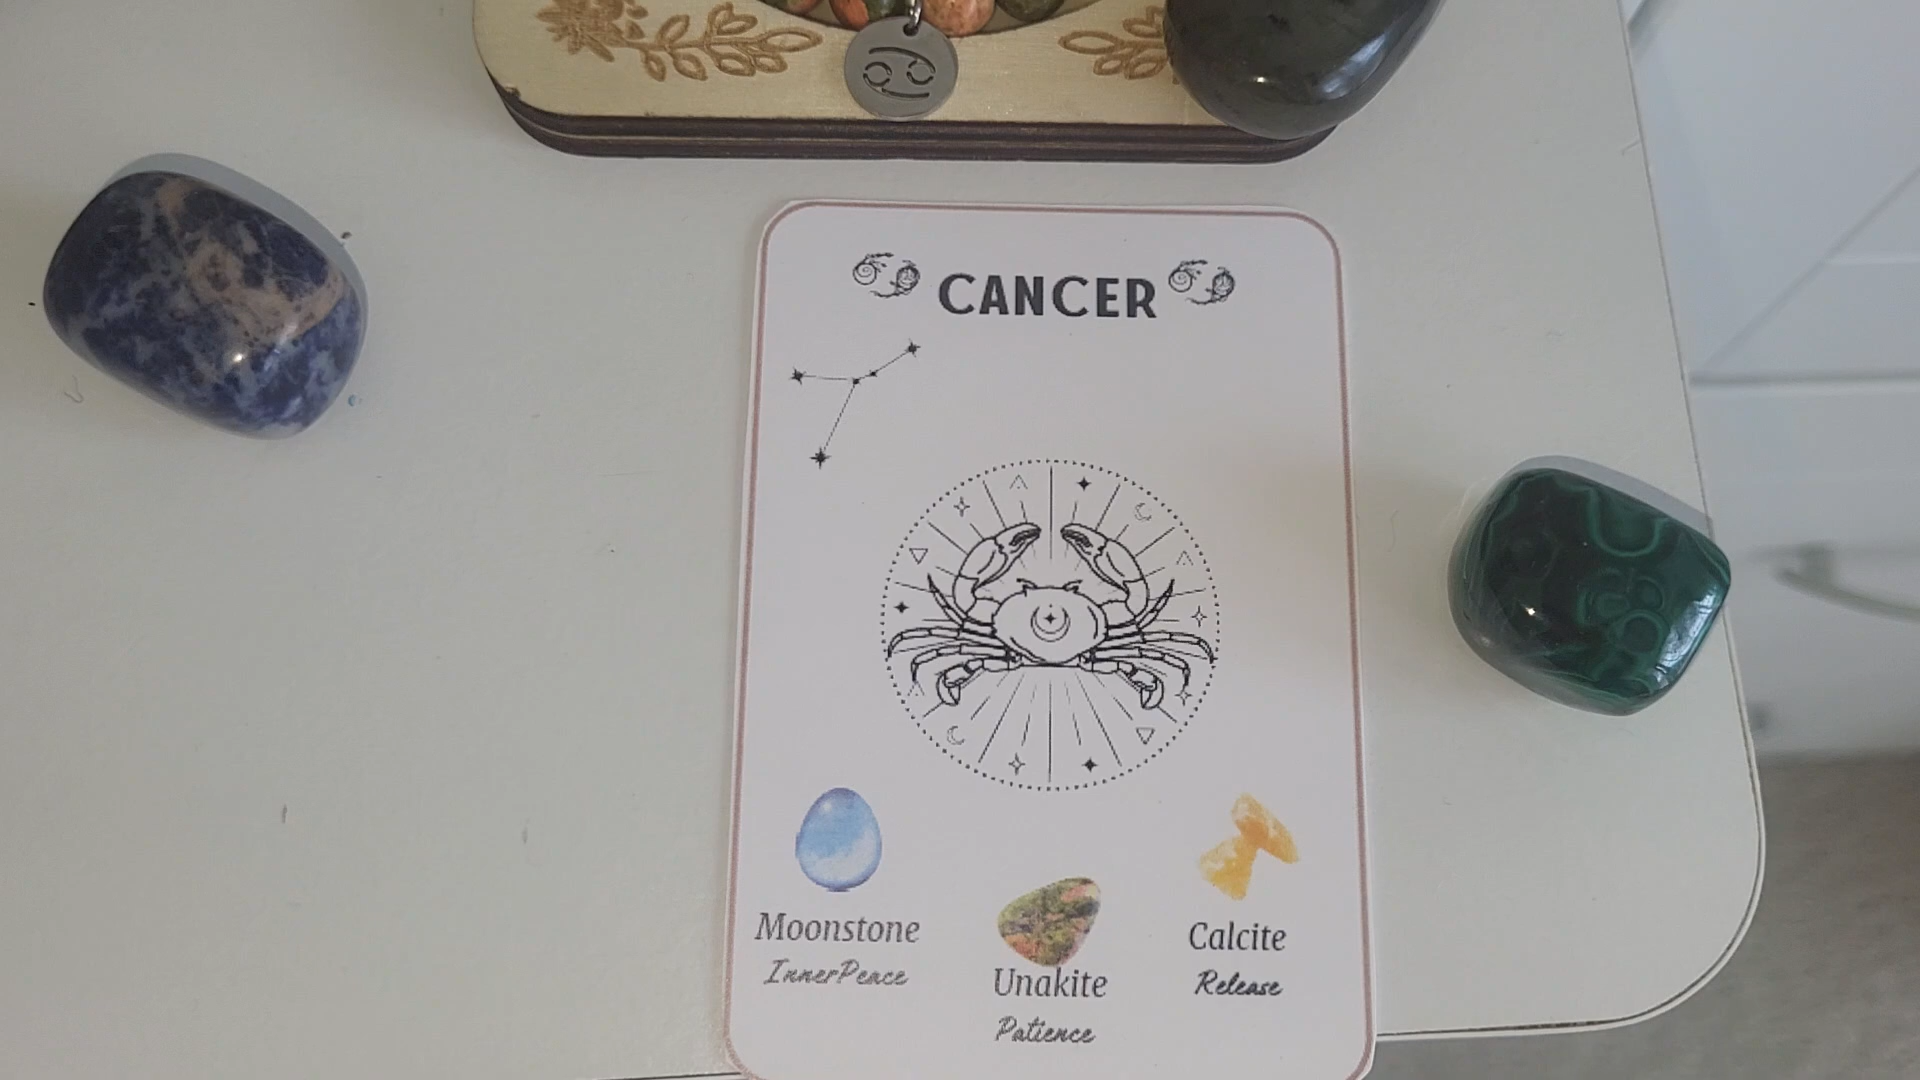 CANCER
Moonstone
InnerPeace
Unakite
Patience
Calcite
Release